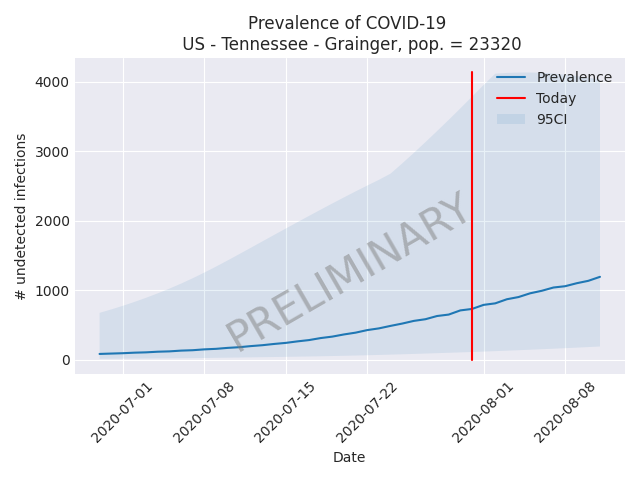 Prevalence of COVID-19
US - Tennessee - Grainger, pop. = 23320
# undetected infections
4000
3000
2000
1000
0
Prevalence
Today
95CI
PRELIMINARY
2020-07-01
2020-07-08
2020-07-15
2020-07-22
2020-08-01
2020-08-08
Date